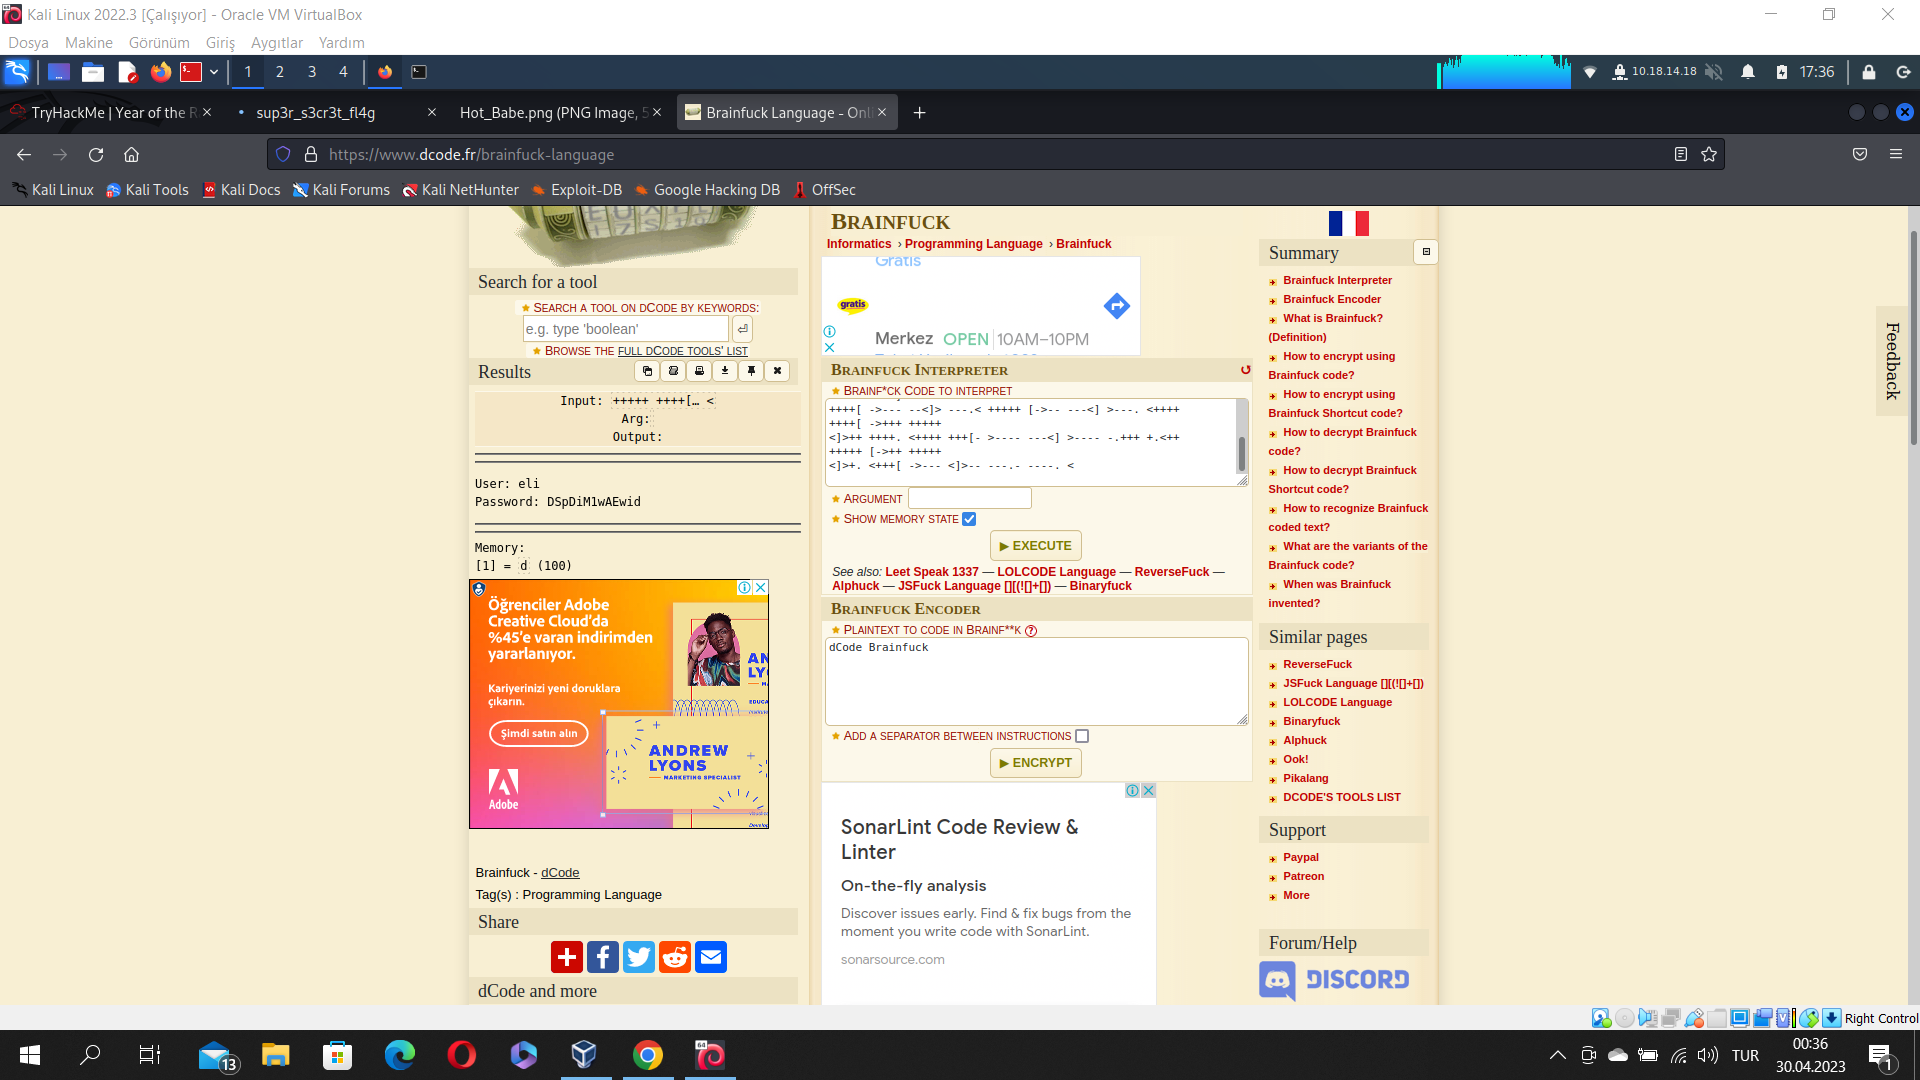 Kali Linux 2022.3 [Çalışıyor] - Oracle VM VirtualBox
Dosya Makine Görünüm Giriş Aygıtlar Yardım
1 2 3 4
10.18.14.18
17:36
TryHackMe | Year of the R
sup3r_s3cr3t_fl4g
Hot_Babe.png (PNG Image, 5
Brainfuck Language - Onli
https://www.dcode.fr/brainfuck-language
Kali Linux Kali Tools Kali Docs Kali Forums Kali NetHunter Exploit-DB Google Hacking DB OffSec
Search for a tool
Search a tool on dCode by keywords:
e.g. type 'boolean'
Browse the full dCode tools' list
Results
Input: +++++ ++++[… <
Arg:
Output:
User: eli
Password: DSpDiM1wAEwid
Memory:
[1] = d (100)
Öğrenciler Adobe
Creative Cloud'da
%45'e varan indirimden
yararlanıyor.
Kariyerinizi yeni doruklara
çıkarın.
Şimdi satın alın
Adobe
ANDREW
LYONS
MARKETING SPECIALIST
Brainfuck - dCode
Tag(s) : Programming Language
Share
dCode and more
Brainfuck
Informatics › Programming Language › Brainfuck
Gratis
gratis
Merkez OPEN 10AM–10PM
Brainfuck Interpreter
Brainf*ck Code to interpret
++++[ ->--- --<]> ---.< +++++ [->-- ---<] >---. <++++
++++[ ->+++ +++++
<]>++ ++++. <++++ +++[- >---- ---<] >---- -.+++ +.<++
+++++ [->++ +++++
<]>+. <+++[ ->--- <]>-- ---.- ----. <
Argument
Show memory state
▶ EXECUTE
See also: Leet Speak 1337 — LOLCODE Language — ReverseFuck —
Alphuck — JSFuck Language [][(![]+[]) — Binaryfuck
Brainfuck Encoder
Plaintext to code in Brainf**k ?
dCode Brainfuck
Add a separator between instructions
▶ ENCRYPT
SonarLint Code Review &
Linter
On-the-fly analysis
Discover issues early. Find & fix bugs from the
moment you write code with SonarLint.
sonarsource.com
Summary
Brainfuck Interpreter
Brainfuck Encoder
What is Brainfuck?
(Definition)
How to encrypt using
Brainfuck code?
How to encrypt using
Brainfuck Shortcut code?
How to decrypt Brainfuck
code?
How to decrypt Brainfuck
Shortcut code?
How to recognize Brainfuck
coded text?
What are the variants of the
Brainfuck code?
When was Brainfuck
invented?
Similar pages
ReverseFuck
JSFuck Language [][(![]+[])
LOLCODE Language
Binaryfuck
Alphuck
Ook!
Pikalang
DCODE'S TOOLS LIST
Support
Paypal
Patreon
More
Forum/Help
DISCORD
Feedback
Right Control
13
TUR
00:36
30.04.2023
1